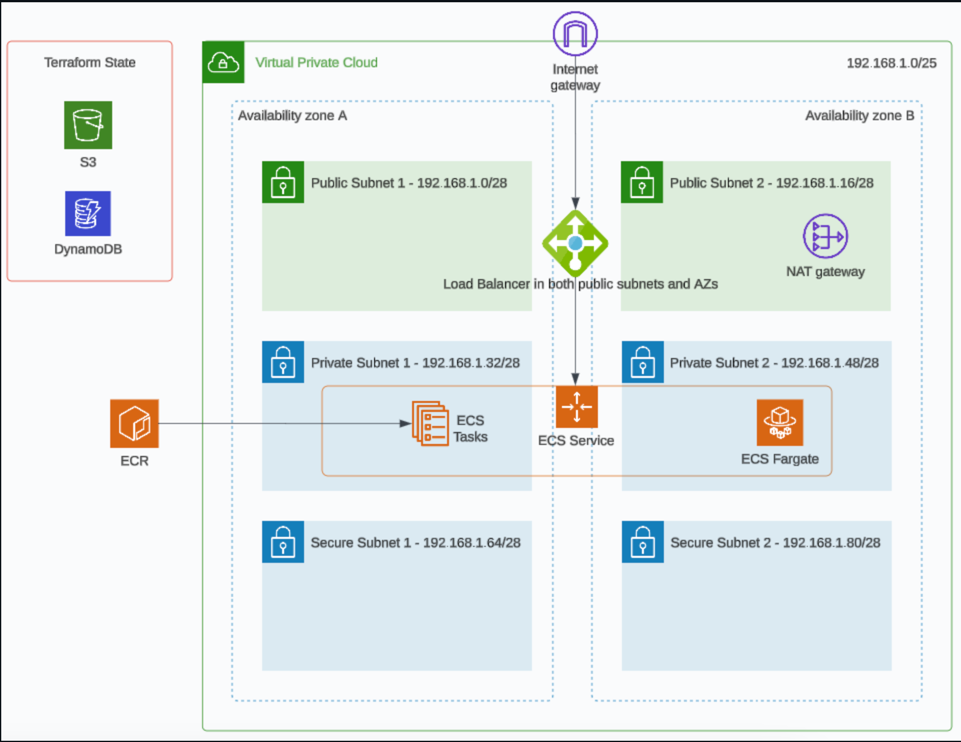 Terraform State
S3
DynamoDB
Internet
gateway
Virtual Private Cloud
192.168.1.0/25
Availability zone A
Availability zone B
Public Subnet 1 - 192.168.1.0/28
Public Subnet 2 - 192.168.1.16/28
NAT gateway
Load Balancer in both public subnets and AZs
Private Subnet 1 - 192.168.1.32/28
Private Subnet 2 - 192.168.1.48/28
ECR
ECS
Tasks
ECS Service
ECS Fargate
Secure Subnet 1 - 192.168.1.64/28
Secure Subnet 2 - 192.168.1.80/28